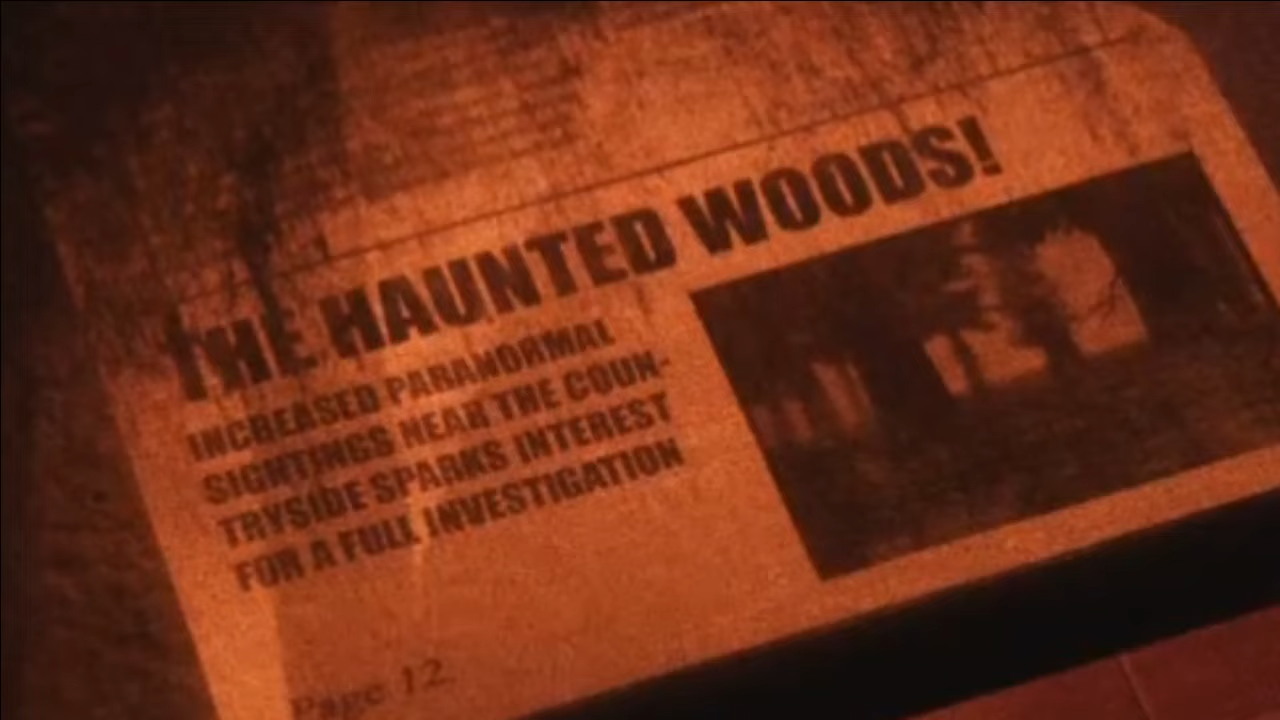 THE HAUNTED WOODS!
INCREASED PARANORMAL
SIGHTINGS NEAR THE COUN-
TRYSIDE SPARKS INTEREST
FOR A FULL INVESTIGATION
Page 12